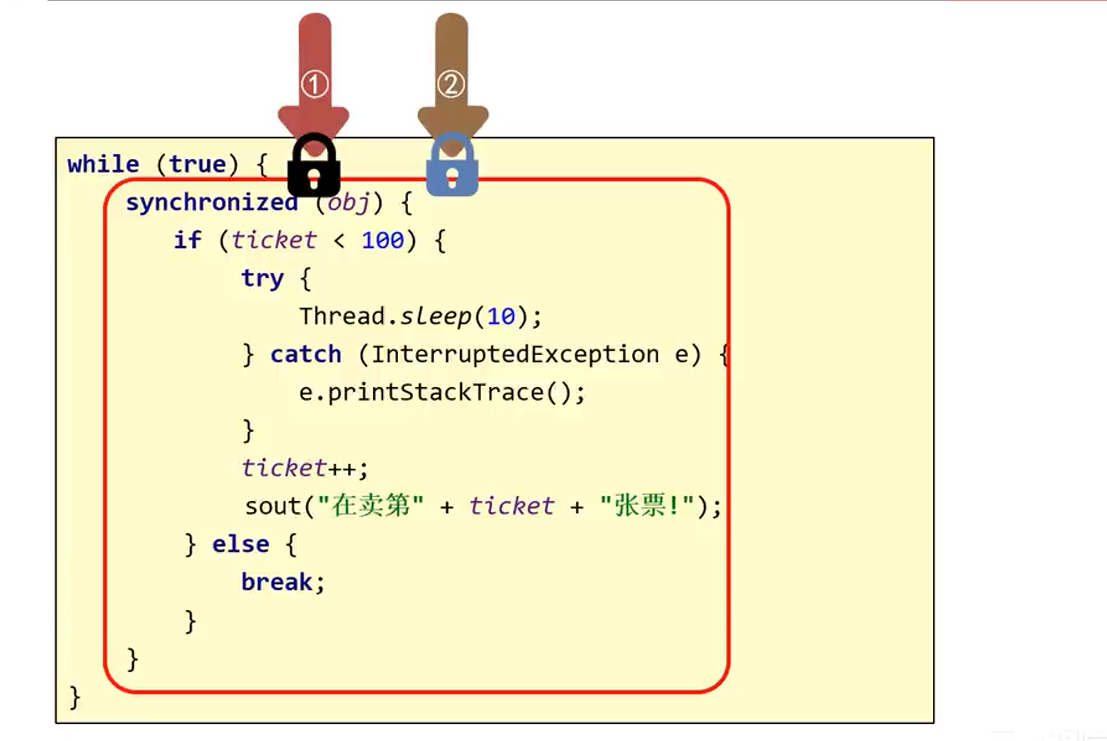 ① ②
while (true) {
synchronized (obj) {
if (ticket < 100) {
try {
Thread.sleep(10);
} catch (InterruptedException e) {
e.printStackTrace();
}
ticket++;
sout("在卖第" + ticket + "张票!");
} else {
break;
}
}
}